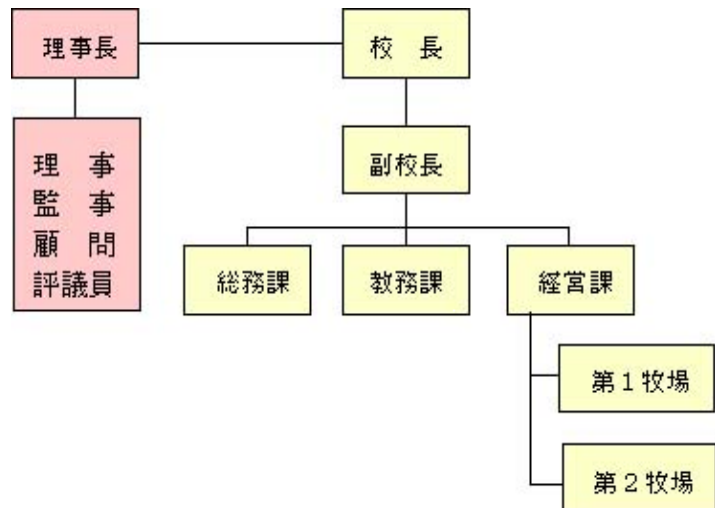 理事長
校　長
理　事
監　事
顧　問
評議員
副校長
総務課
教務課
経営課
第１牧場
第２牧場